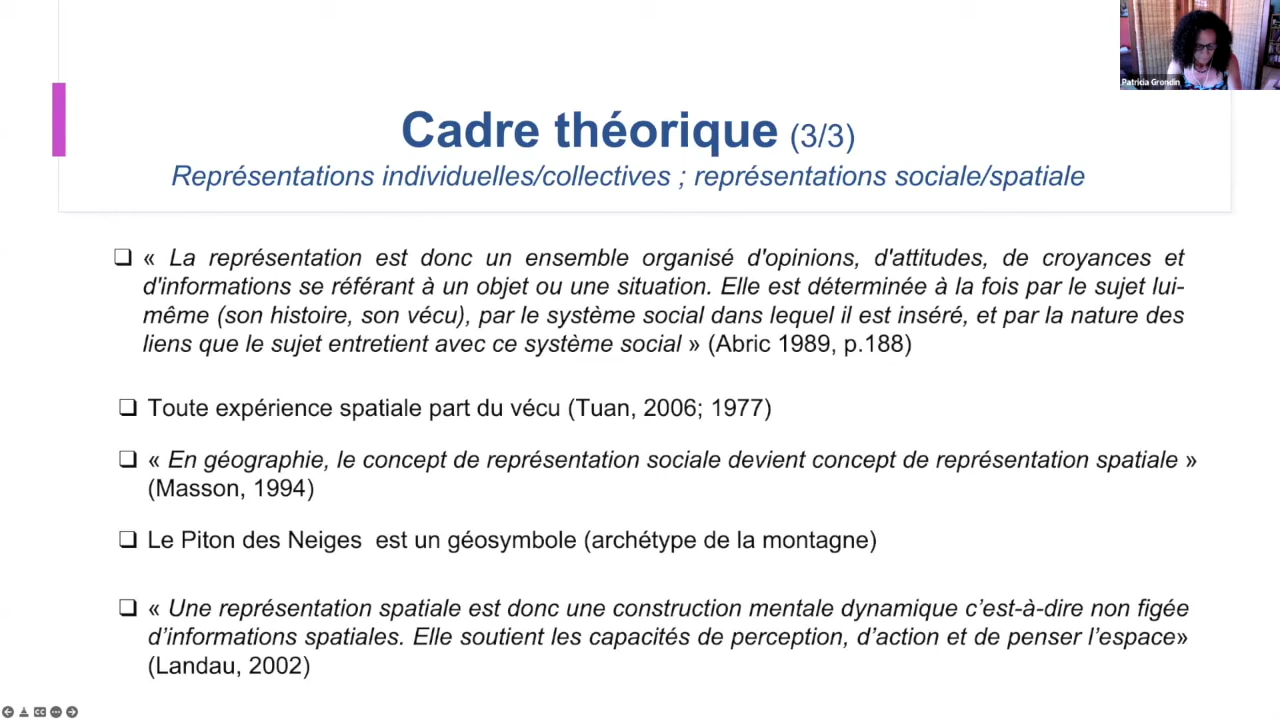 Patricia Grondin
Cadre théorique (3/3)
Représentations individuelles/collectives ; représentations sociale/spatiale
❑ « La représentation est donc un ensemble organisé d'opinions, d'attitudes, de croyances et
d'informations se référant à un objet ou une situation. Elle est déterminée à la fois par le sujet lui-
même (son histoire, son vécu), par le système social dans lequel il est inséré, et par la nature des
liens que le sujet entretient avec ce système social » (Abric 1989, p.188)
❑ Toute expérience spatiale part du vécu (Tuan, 2006; 1977)
❑ « En géographie, le concept de représentation sociale devient concept de représentation spatiale »
(Masson, 1994)
❑ Le Piton des Neiges est un géosymbole (archétype de la montagne)
❑ « Une représentation spatiale est donc une construction mentale dynamique c’est-à-dire non figée
d’informations spatiales. Elle soutient les capacités de perception, d’action et de penser l’espace»
(Landau, 2002)